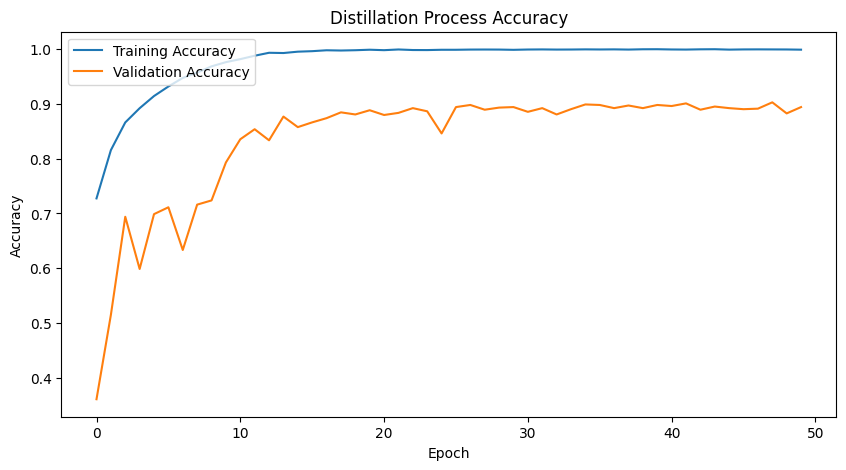 Distillation Process Accuracy
1.0
0.9
0.8
0.7
0.6
0.5
0.4
Accuracy
Training Accuracy
Validation Accuracy
0 10 20 30 40 50
Epoch